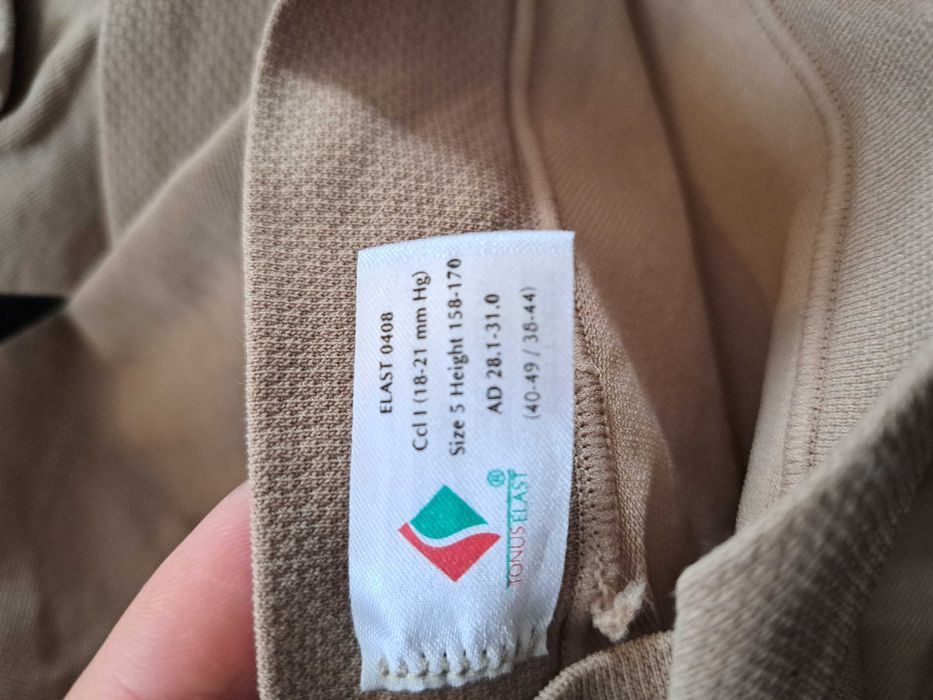 ELAST 0408
Ccl I (18-21 mm Hg)
Size 5 Height 158-170
AD 28.1-31.0
(40-49 / 38-44)
TONUS ELAST®